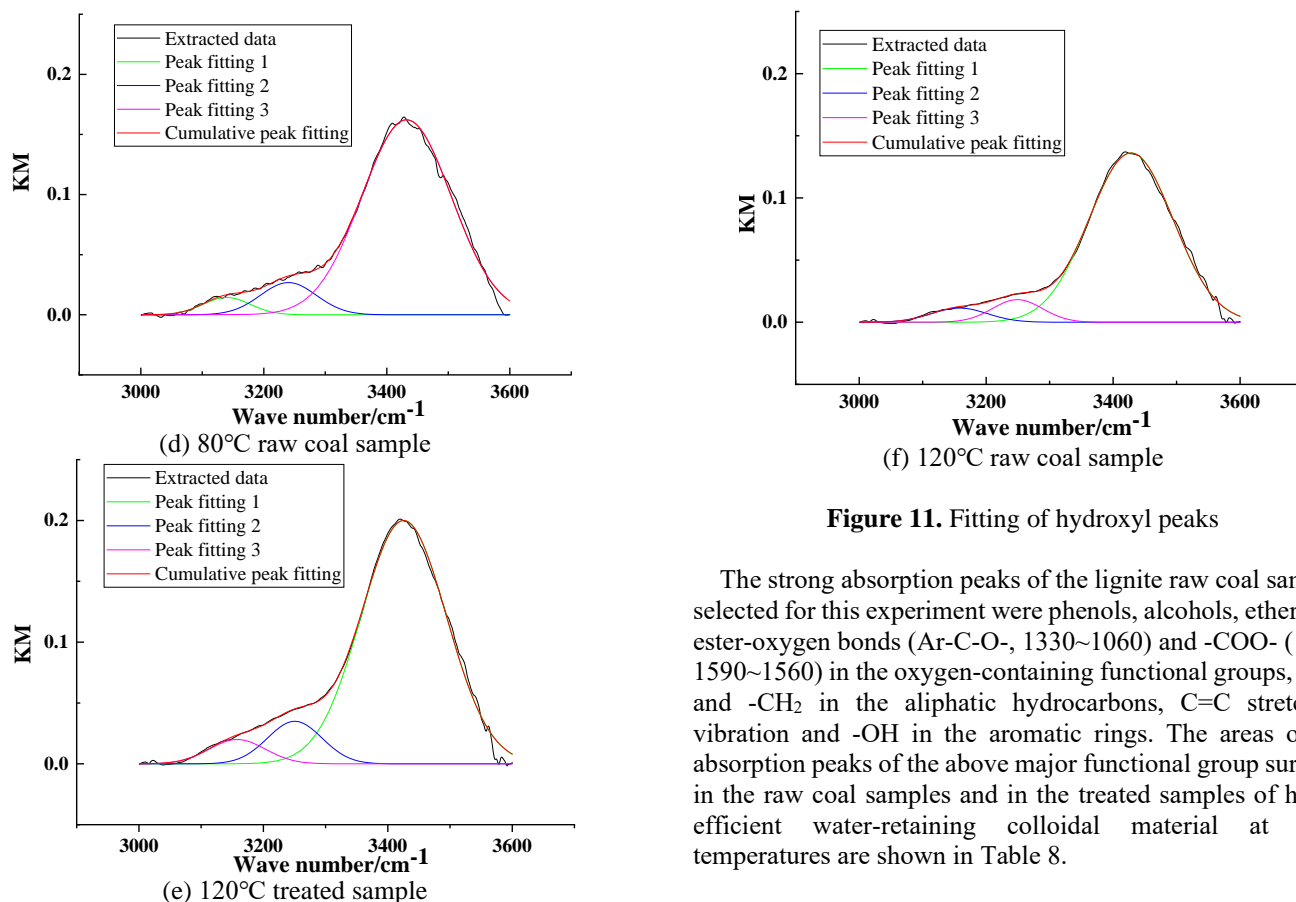 Extracted data
Peak fitting 1
Peak fitting 2
Peak fitting 3
Cumulative peak fitting
0.2
0.1
0.0
KM
3000 3200 3400 3600
Wave number/cm-1
(d) 80℃ raw coal sample
Extracted data
Peak fitting 1
Peak fitting 2
Peak fitting 3
Cumulative peak fitting
0.2
0.1
0.0
KM
3000 3200 3400 3600
Wave number/cm-1
(e) 120℃ treated sample
Extracted data
Peak fitting 1
Peak fitting 2
Peak fitting 3
Cumulative peak fitting
0.2
0.1
0.0
KM
3000 3200 3400 3600
Wave number/cm-1
(f) 120℃ raw coal sample
Figure 11. Fitting of hydroxyl peaks
The strong absorption peaks of the lignite raw coal
selected for this experiment were phenols, alcohols,
ester-oxygen bonds (Ar-C-O-, 1330~1060) and -COO- (
1590~1560) in the oxygen-containing functional groups,
and -CH2 in the aliphatic hydrocarbons, C=C
vibration and -OH in the aromatic rings. The areas
absorption peaks of the above major functional group
in the raw coal samples and in the treated samples of
efficient water-retaining colloidal material at
temperatures are shown in Table 8.